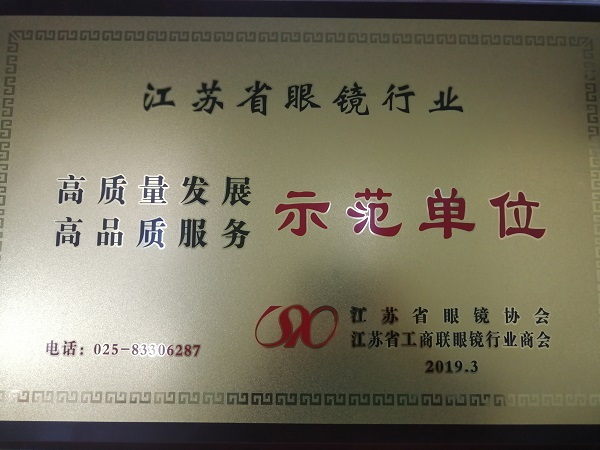 江苏省眼镜行业
高质量发展
高品质服务
示范单位
江苏省眼镜协会
江苏省工商联眼镜行业商会
电话：025-83306287
2019.3